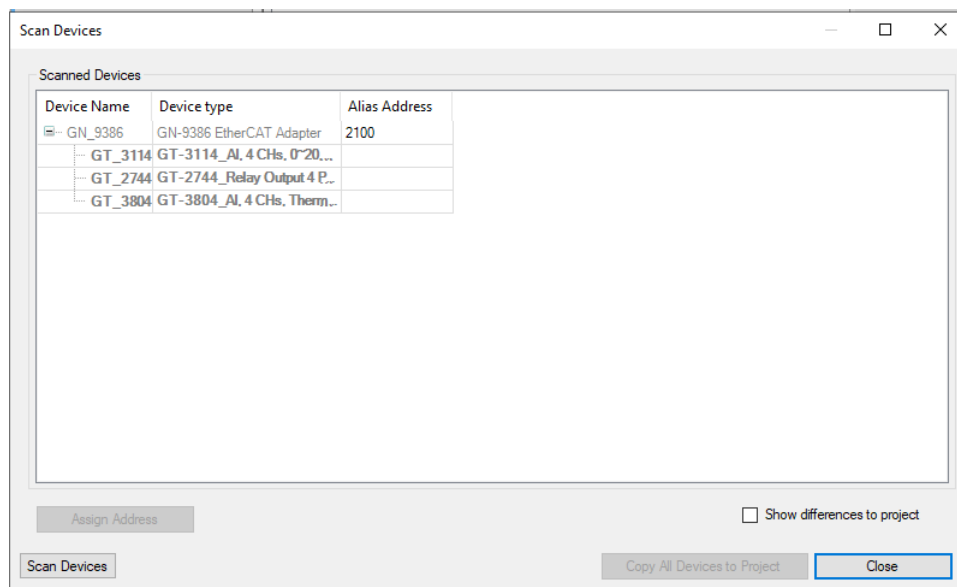 Scan Devices
Scanned Devices
Device Name Device type Alias Address
GN_9386 GN-9386 EtherCAT Adapter 2100
GT_3114 GT-3114_AI, 4 CHs, 0~20,...
GT_2744 GT-2744_Relay Output 4 P...
GT_3804 GT-3804_AI, 4 CHs, Therm...
Assign Address
Show differences to project
Scan Devices Copy All Devices to Project Close